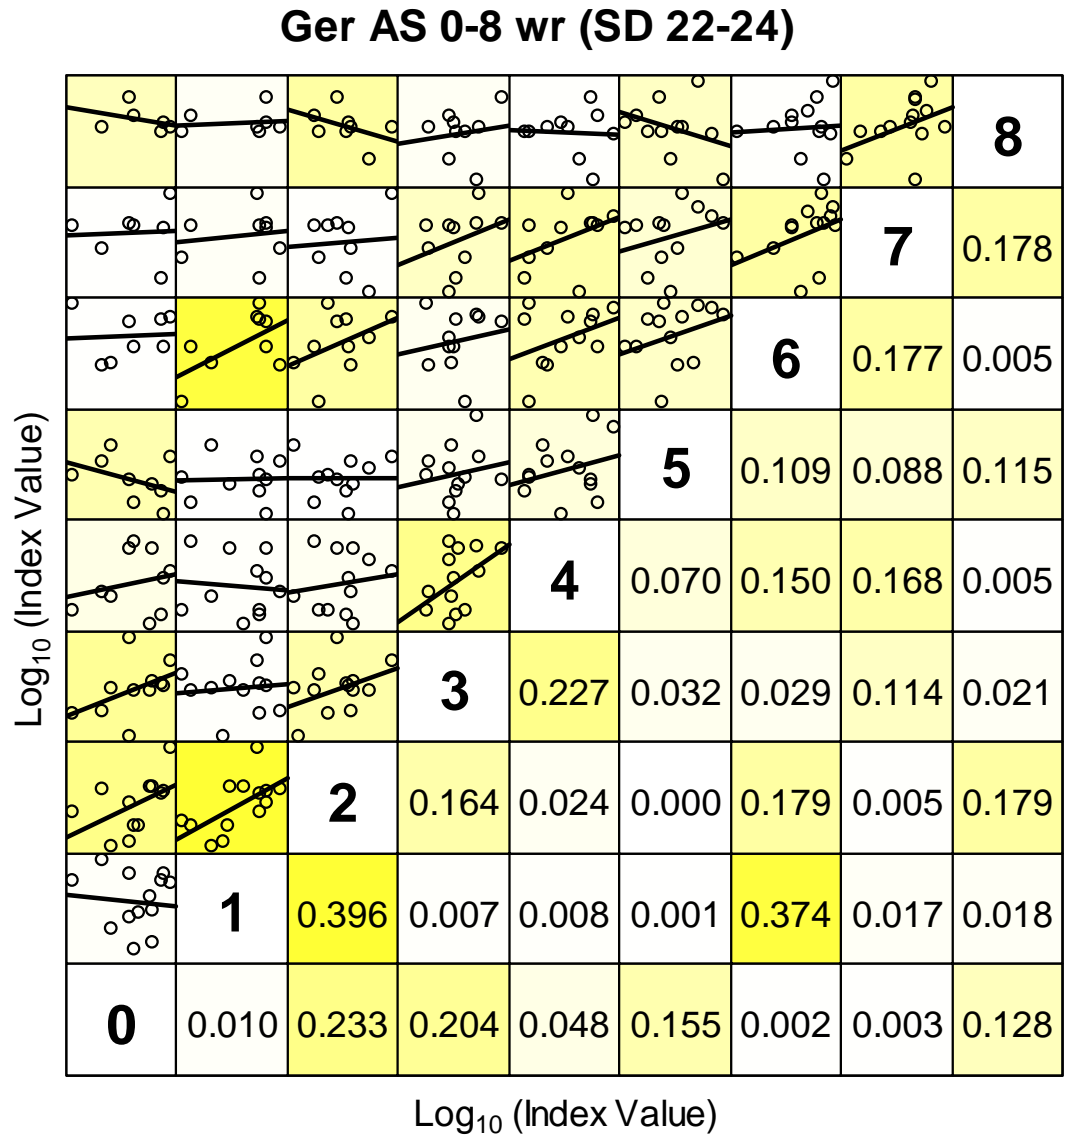 Ger AS 0-8 wr (SD 22-24)
8
7 0.178
6 0.177 0.005
5 0.109 0.088 0.115
4 0.070 0.150 0.168 0.005
3 0.227 0.032 0.029 0.114 0.021
2 0.164 0.024 0.000 0.179 0.005 0.179
1 0.396 0.007 0.008 0.001 0.374 0.017 0.018
0 0.010 0.233 0.204 0.048 0.155 0.002 0.003 0.128
Log₁₀ (Index Value)
Log₁₀ (Index Value)